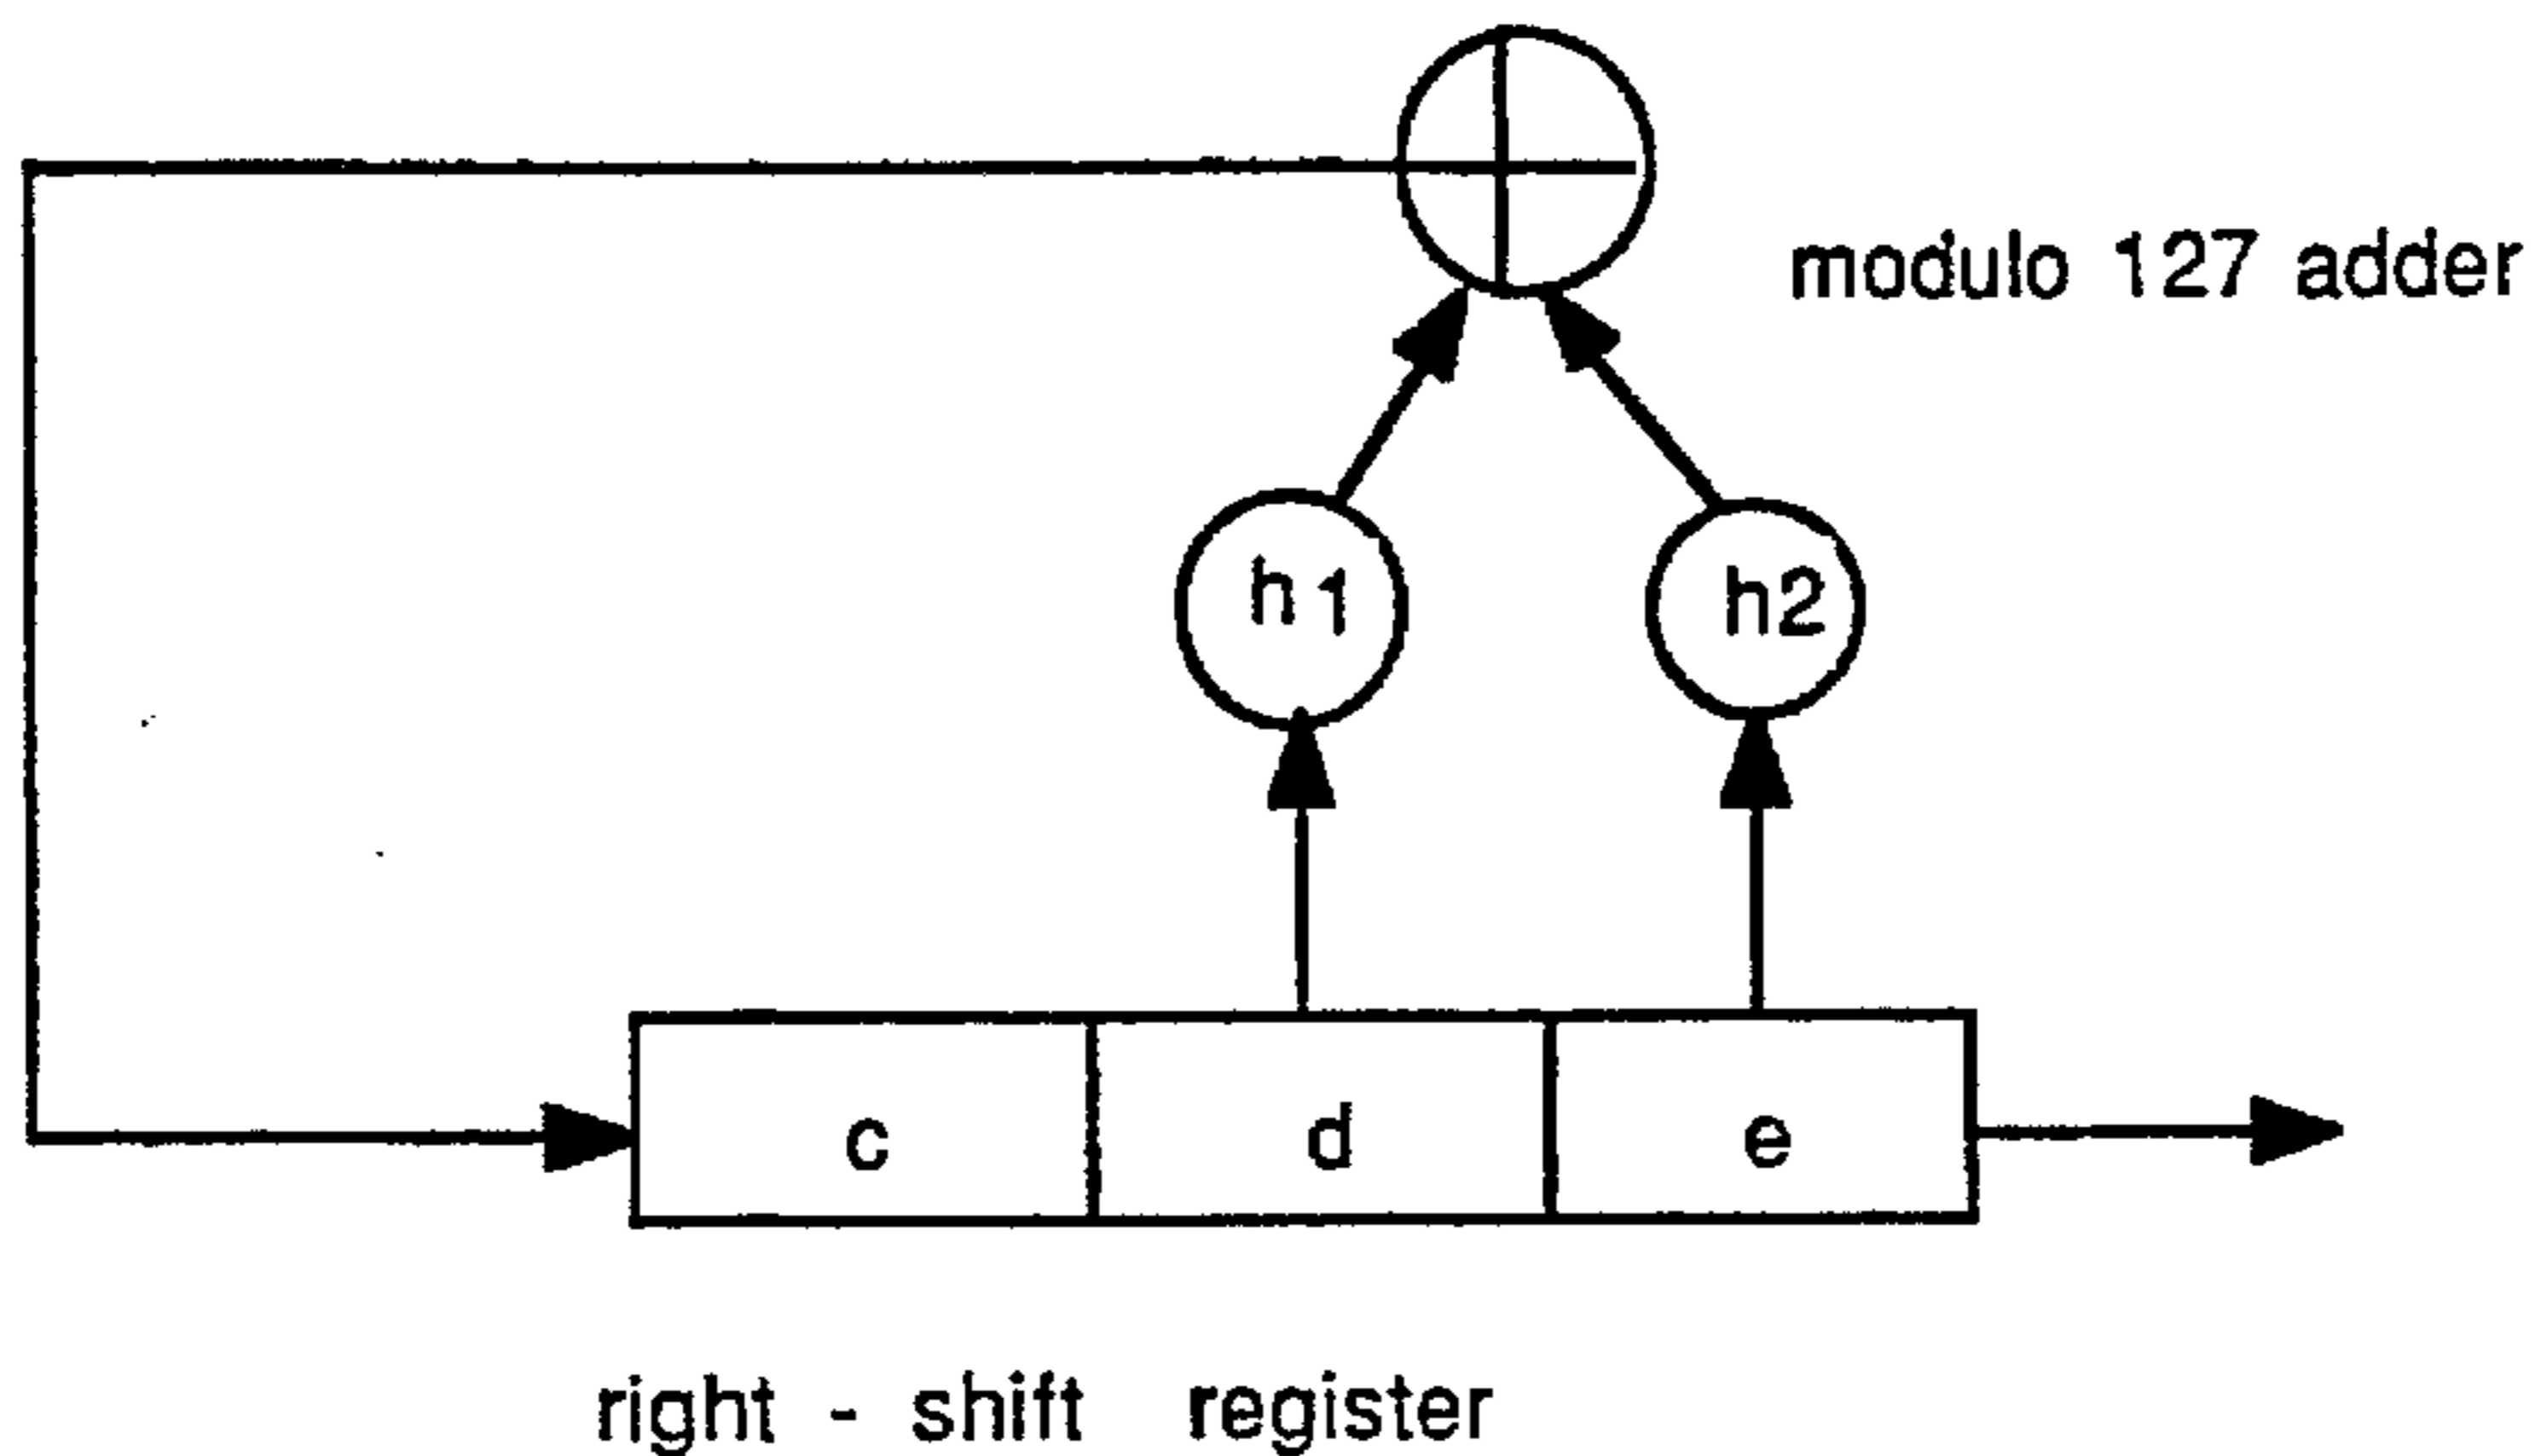 modulo 127 adder
h1
h2
c
d
e
right - shift register